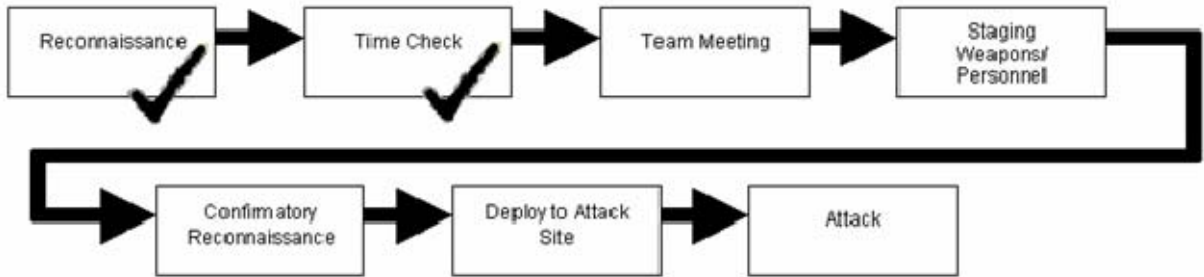 Reconnaissance
Time Check
Team Meeting
Staging
Weapons/
Personnell
Confirmatory
Reconnaissance
Deploy to Attack
Site
Attack